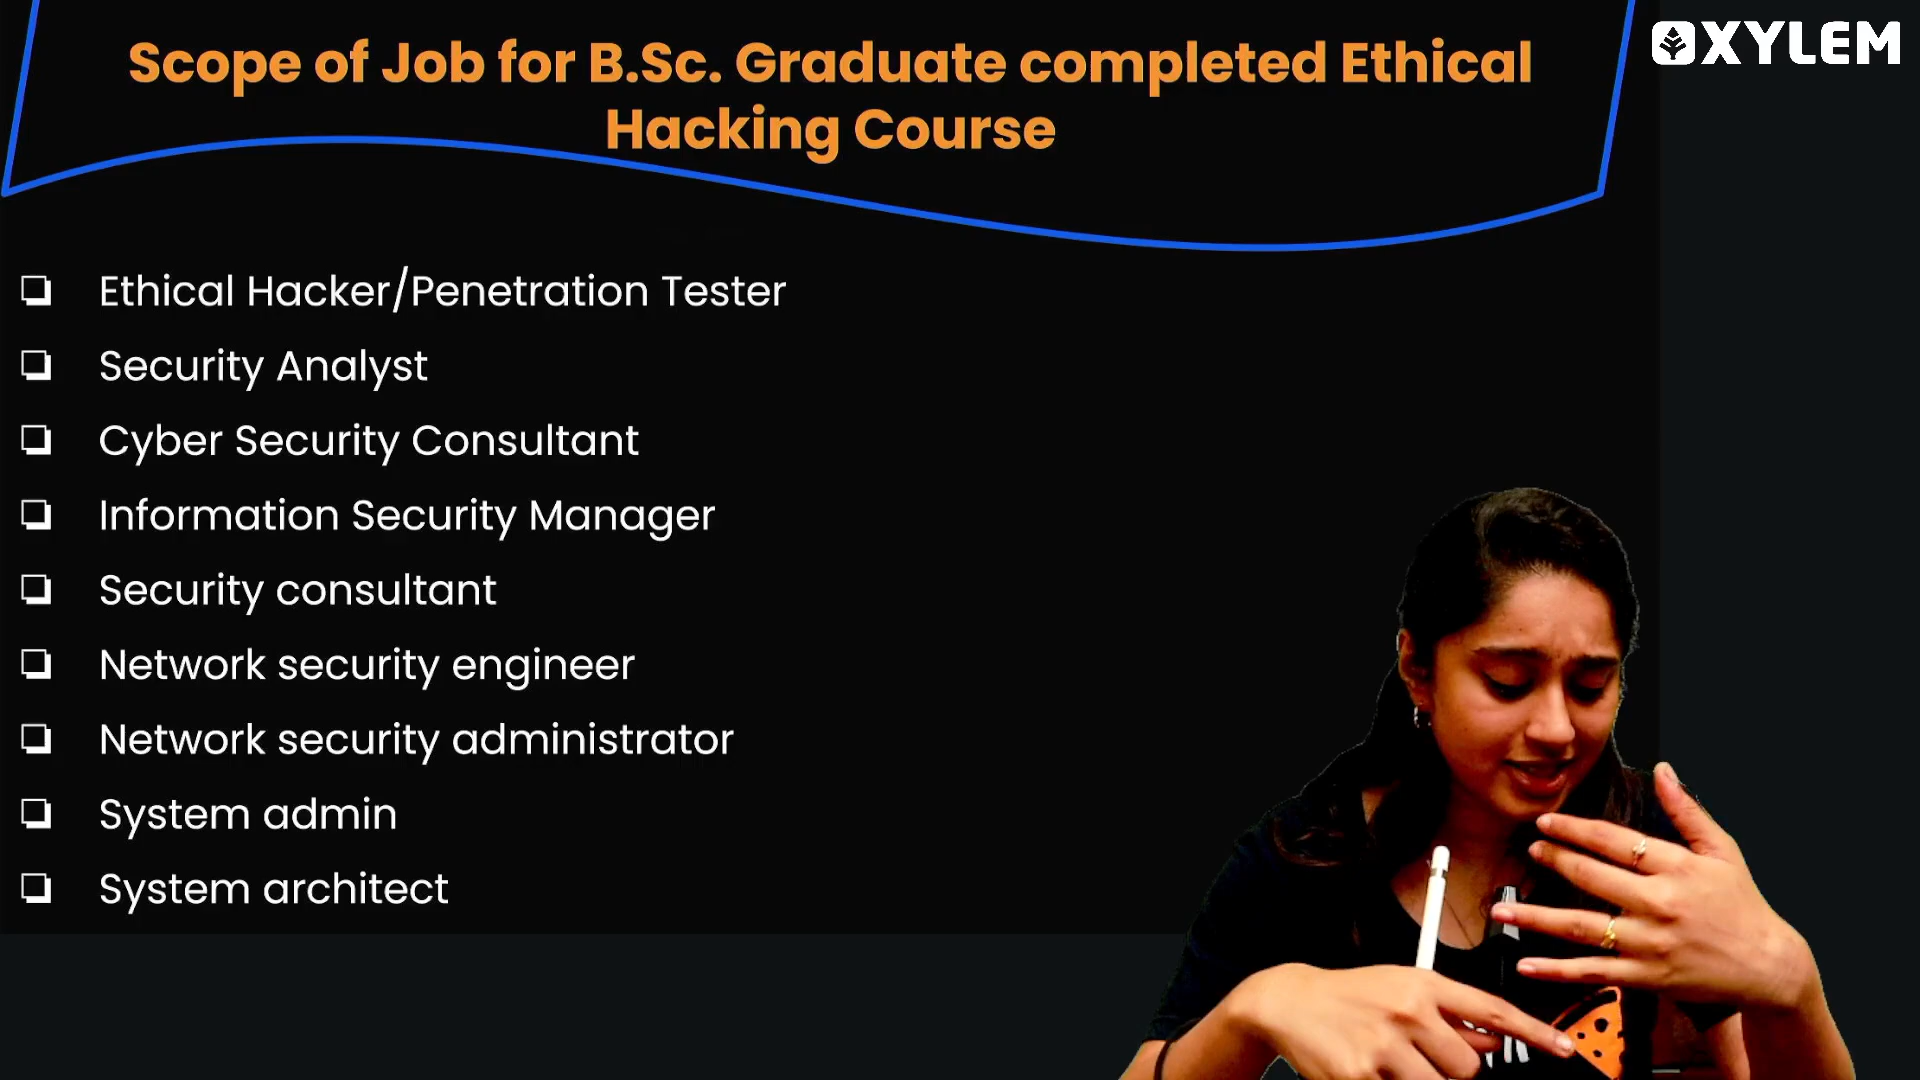 Scope of Job for B.Sc. Graduate completed Ethical
Hacking Course
XYLEM
Ethical Hacker/Penetration Tester
Security Analyst
Cyber Security Consultant
Information Security Manager
Security consultant
Network security engineer
Network security administrator
System admin
System architect